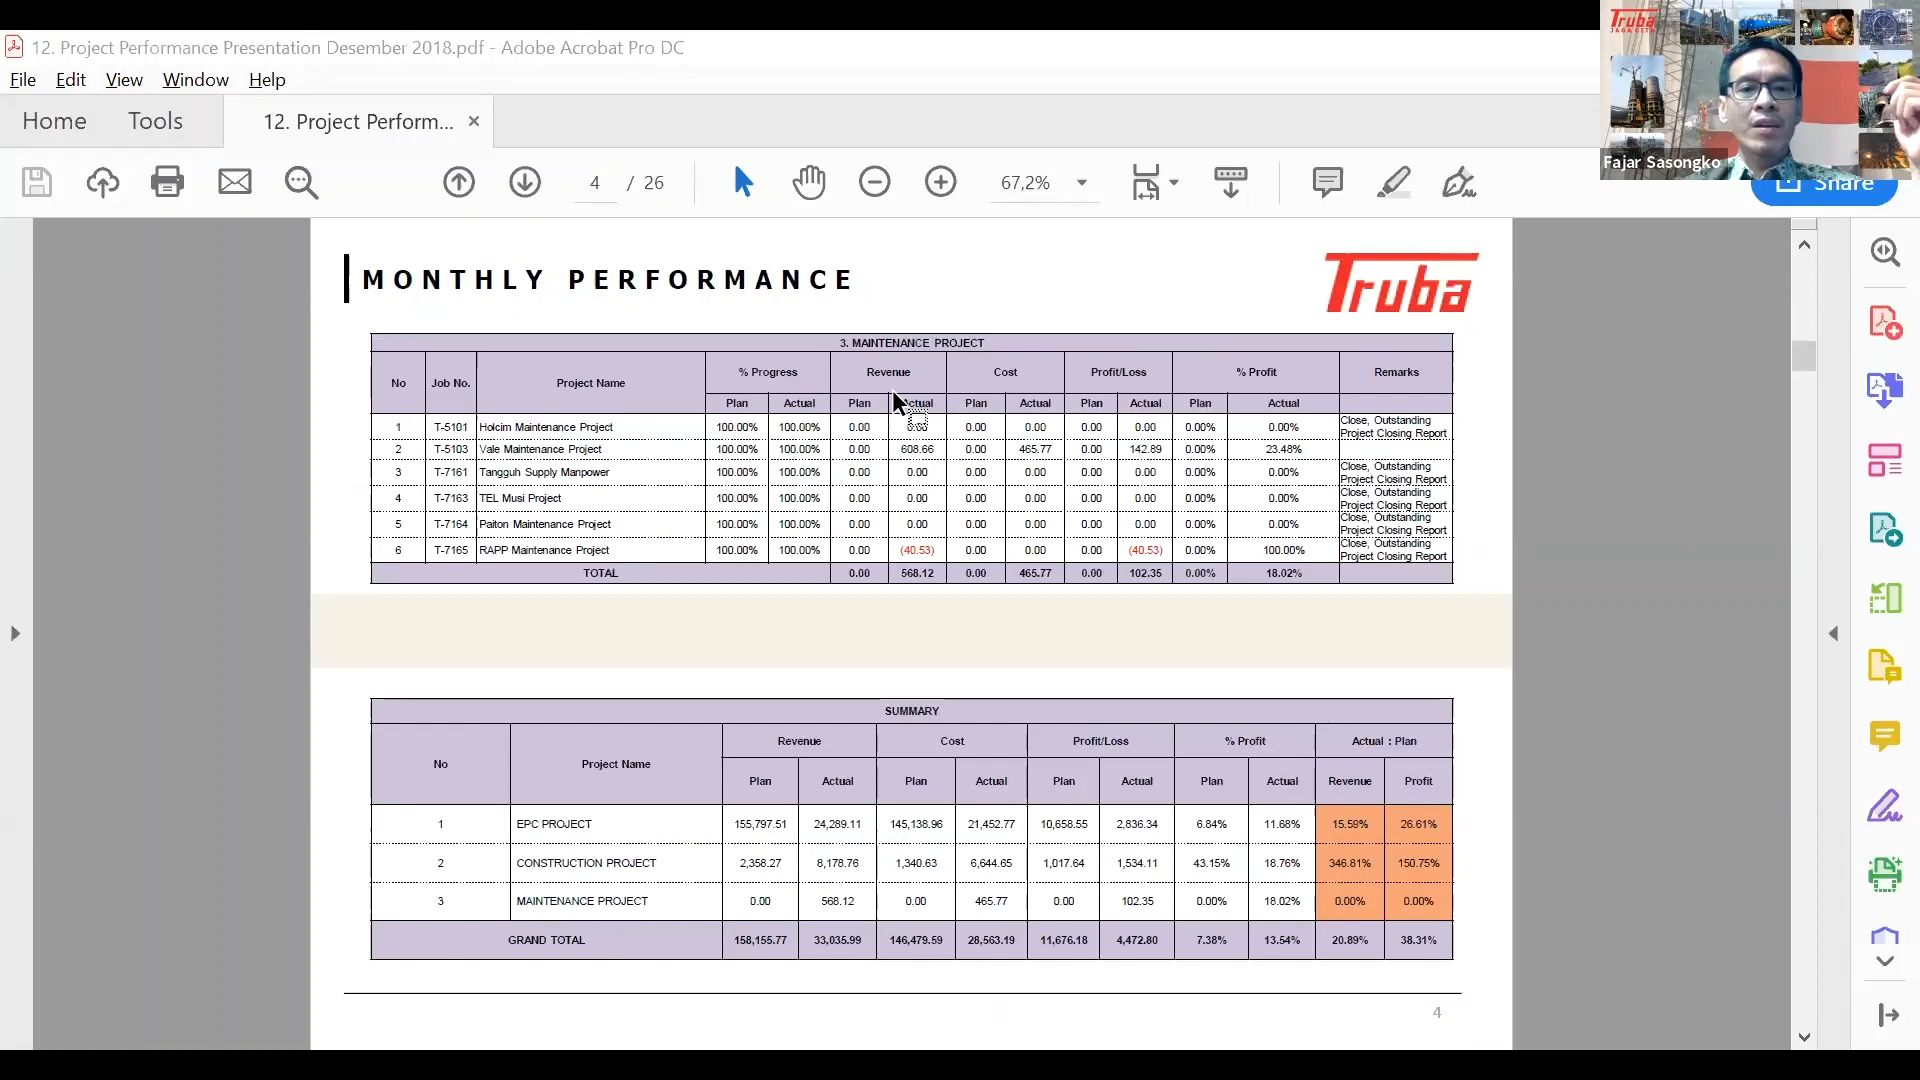 12. Project Performance Presentation Desember 2018.pdf - Adobe Acrobat Pro DC
File Edit View Window Help
Home Tools 12. Project Perform... ×
4 / 26 67,2% Share
Truba
JAGA CITA
Fajar Sasongko
MONTHLY PERFORMANCE
Truba
3. MAINTENANCE PROJECT
No Job No. Project Name % Progress Revenue Cost Profit/Loss % Profit Remarks
Plan Actual Plan Actual Plan Actual Plan Actual Plan Actual
1 T-5101 Holcim Maintenance Project 100.00% 100.00% 0.00 0.00 0.00 0.00 0.00 0.00% 0.00% Close, Outstanding
Project Closing Report
2 T-5103 Vale Maintenance Project 100.00% 100.00% 0.00 608.66 0.00 465.77 0.00 142.89 0.00% 23.48%
3 T-7161 Tangguh Supply Manpower 100.00% 100.00% 0.00 0.00 0.00 0.00 0.00 0.00 0.00% 0.00% Close, Outstanding
Project Closing Report
4 T-7163 TEL Musi Project 100.00% 100.00% 0.00 0.00 0.00 0.00 0.00 0.00 0.00% 0.00% Close, Outstanding
Project Closing Report
5 T-7164 Paiton Maintenance Project 100.00% 100.00% 0.00 0.00 0.00 0.00 0.00 0.00 0.00% 0.00% Close, Outstanding
Project Closing Report
6 T-7165 RAPP Maintenance Project 100.00% 100.00% 0.00 (40.53) 0.00 0.00 0.00 (40.53) 0.00% 100.00% Close, Outstanding
Project Closing Report
TOTAL 0.00 568.12 0.00 465.77 0.00 102.35 0.00% 18.02%
SUMMARY
No Project Name Revenue Cost Profit/Loss % Profit Actual : Plan
Plan Actual Plan Actual Plan Actual Plan Actual Revenue Profit
1 EPC PROJECT 155,797.51 24,289.11 145,138.96 21,452.77 10,658.55 2,836.34 6.84% 11.68% 15.59% 26.61%
2 CONSTRUCTION PROJECT 2,358.27 8,178.76 1,340.63 6,644.65 1,017.64 1,534.11 43.15% 18.76% 346.81% 150.75%
3 MAINTENANCE PROJECT 0.00 568.12 0.00 465.77 0.00 102.35 0.00% 18.02% 0.00% 0.00%
GRAND TOTAL 158,155.77 33,035.99 146,479.59 28,563.19 11,676.18 4,472.80 7.38% 13.54% 20.89% 38.31%
4